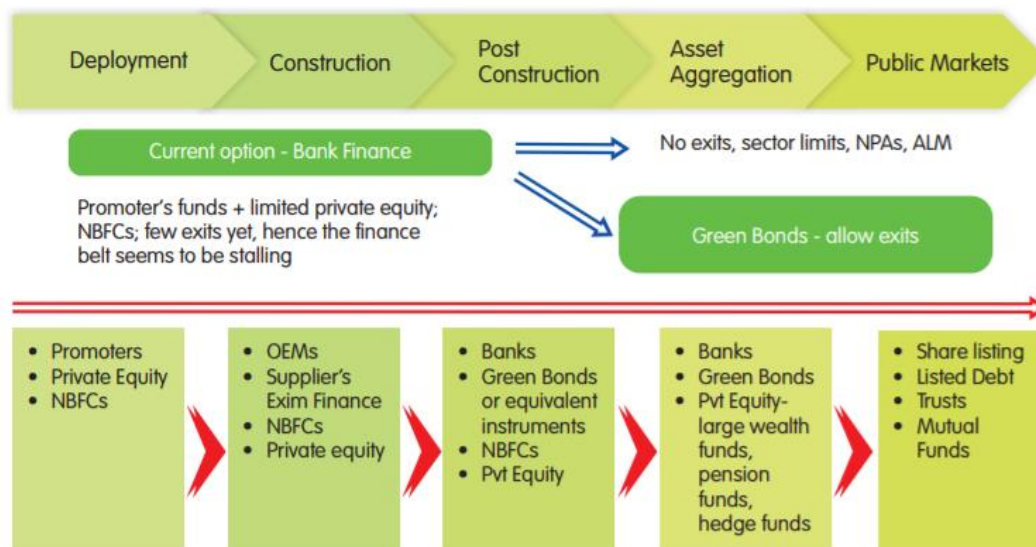 Deployment
Construction
Post
Construction
Asset
Aggregation
Public Markets
Current option - Bank Finance
No exits, sector limits, NPAs, ALM
Promoter's funds + limited private equity;
NBFCs; few exits yet, hence the finance
belt seems to be stalling
Green Bonds - allow exits
• Promoters
• Private Equity
• NBFCs
• OEMs
• Supplier's
Exim Finance
• NBFCs
• Private equity
• Banks
• Green Bonds
or equivalent
instruments
• NBFCs
• Pvt Equity
• Banks
• Green Bonds
• Pvt Equity-
large wealth
funds,
pension
funds,
hedge funds
• Share listing
• Listed Debt
• Trusts
• Mutual
Funds